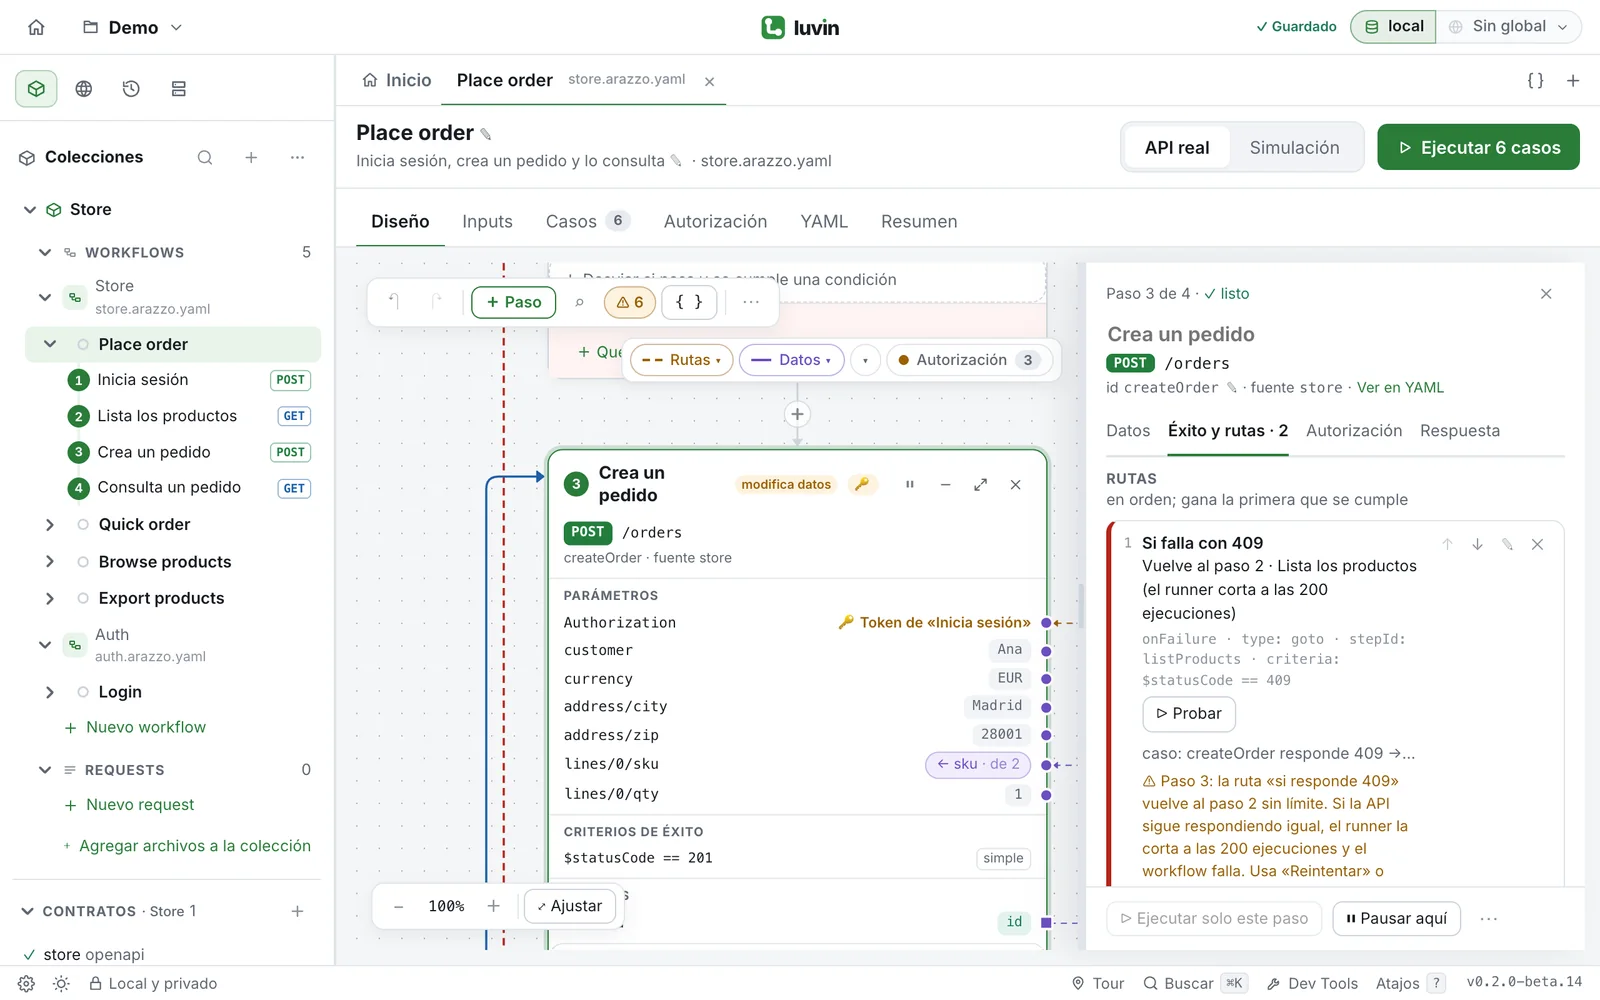 Demo
luvin
Guardado
local
Sin global
Inicio
Place order store.arazzo.yaml
{ }
Place order
Inicia sesión, crea un pedido y lo consulta · store.arazzo.yaml
API real
Simulación
Ejecutar 6 casos
Diseño
Inputs
Casos 6
Autorización
YAML
Resumen
Colecciones
Store
WORKFLOWS 5
Store
store.arazzo.yaml
Place order
1 Inicia sesión POST
2 Lista los productos GET
3 Crea un pedido POST
4 Consulta un pedido GET
Quick order
Browse products
Export products
Auth
auth.arazzo.yaml
Login
+ Nuevo workflow
REQUESTS 0
+ Nuevo request
+ Agregar archivos a la colección
CONTRATOS · Store 1
store openapi
una condición
+ Paso
6
{ }
+ Que
Rutas
Datos
Autorización 3
3 Crea un pedido
modifica datos
POST /orders
createOrder · fuente store
PARÁMETROS
Authorization Token de «Inicia sesión»
customer Ana
currency EUR
address/city Madrid
address/zip 28001
lines/0/sku ← sku · de 2
lines/0/qty 1
CRITERIOS DE ÉXITO
$statusCode == 201 simple
id
− 100% +
Ajustar
Paso 3 de 4 · ✓ listo
Crea un pedido
POST /orders
id createOrder · fuente store · Ver en YAML
Datos
Éxito y rutas · 2
Autorización
Respuesta
RUTAS
en orden; gana la primera que se cumple
1 Si falla con 409
Vuelve al paso 2 · Lista los productos
(el runner corta a las 200
ejecuciones)
onFailure · type: goto · stepId:
listProducts · criteria:
$statusCode == 409
Probar
caso: createOrder responde 409 →...
⚠ Paso 3: la ruta «si responde 409»
vuelve al paso 2 sin límite. Si la API
sigue respondiendo igual, el runner la
corta a las 200 ejecuciones y el
workflow falla. Usa «Reintentar» o
Ejecutar solo este paso
Pausar aquí
Local y privado
Tour
Buscar ⌘K
Dev Tools
Atajos ?
v0.2.0-beta.14